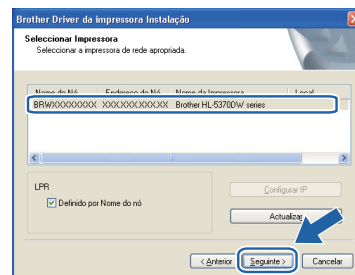 Brother Driver da impressora Instalação
Seleccionar Impressora
Seleccionar a impressora de rede apropriada.
Nome do Nó Endereço do Nó Nome da Impressora Local
BRWXXXXXXXXX XXX.XXX.XXX.XX Brother HL-5370DW series
LPR
Definido por Nome do nó
Configurar IP
Actualizar
< Anterior Seguinte > Cancelar